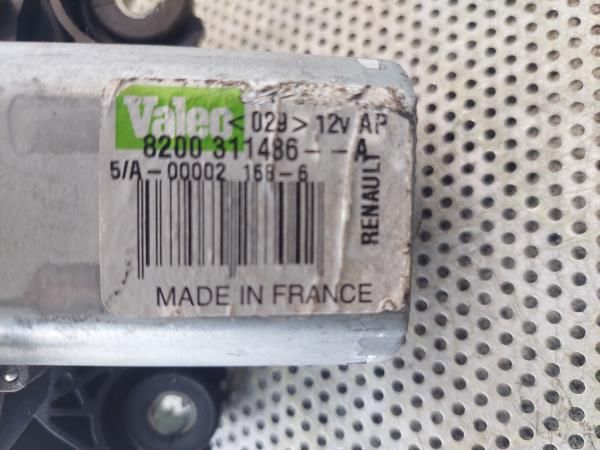 Valeo <029> 12v AP
8200 311486--A
5/A-00002 168-6
RENAULT
MADE IN FRANCE